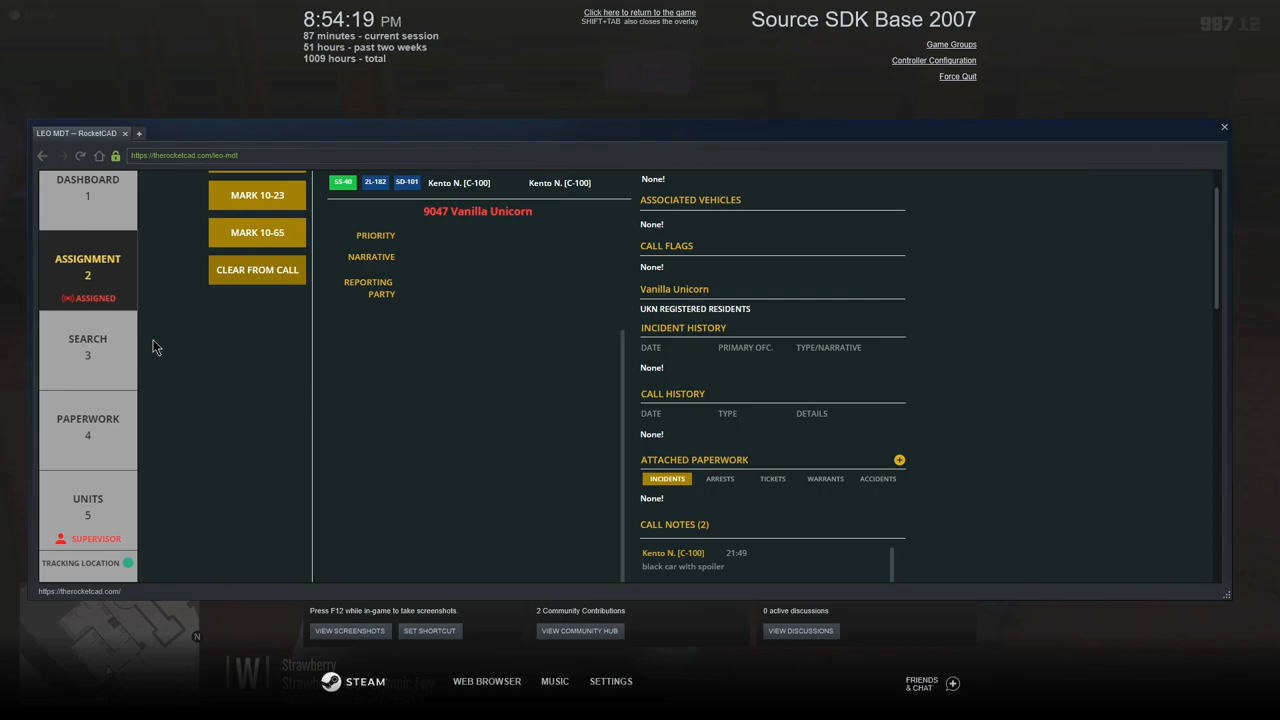 8:54:19 PM
87 minutes - current session
51 hours - past two weeks
1009 hours - total
Click here to return to the game
SHIFT+TAB also closes the overlay
Source SDK Base 2007
Game Groups
Controller Configuration
Force Quit
987 12
LEO MDT — RocketCAD
https://therocketcad.com/leo-mdt
DASHBOARD
1
ASSIGNMENT
2
ASSIGNED
SEARCH
3
PAPERWORK
4
UNITS
5
SUPERVISOR
TRACKING LOCATION
MARK 10-23
MARK 10-65
CLEAR FROM CALL
SS-40 2L-182 SD-101 Kento N. [C-100] Kento N. [C-100]
9047 Vanilla Unicorn
PRIORITY
NARRATIVE
REPORTING
PARTY
None!
ASSOCIATED VEHICLES
None!
CALL FLAGS
None!
Vanilla Unicorn
UKN REGISTERED RESIDENTS
INCIDENT HISTORY
DATE PRIMARY OFC. TYPE/NARRATIVE
None!
CALL HISTORY
DATE TYPE DETAILS
None!
ATTACHED PAPERWORK
INCIDENTS ARRESTS TICKETS WARRANTS ACCIDENTS
None!
CALL NOTES (2)
Kento N. [C-100] 21:49
black car with spoiler
https://therocketcad.com/
Press F12 while in-game to take screenshots.
VIEW SCREENSHOTS SET SHORTCUT
2 Community Contributions
VIEW COMMUNITY HUB
0 active discussions
VIEW DISCUSSIONS
N
W
Strawberry
STEAM WEB BROWSER MUSIC SETTINGS
FRIENDS
& CHAT